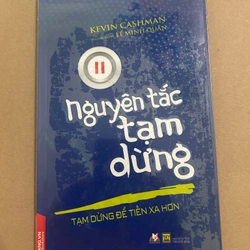 KEVIN CASHMAN
LÊ MINH QUÂN
nguyên tắc
tạm
dừng
TẠM DỪNG ĐỂ TIẾN XA HƠN